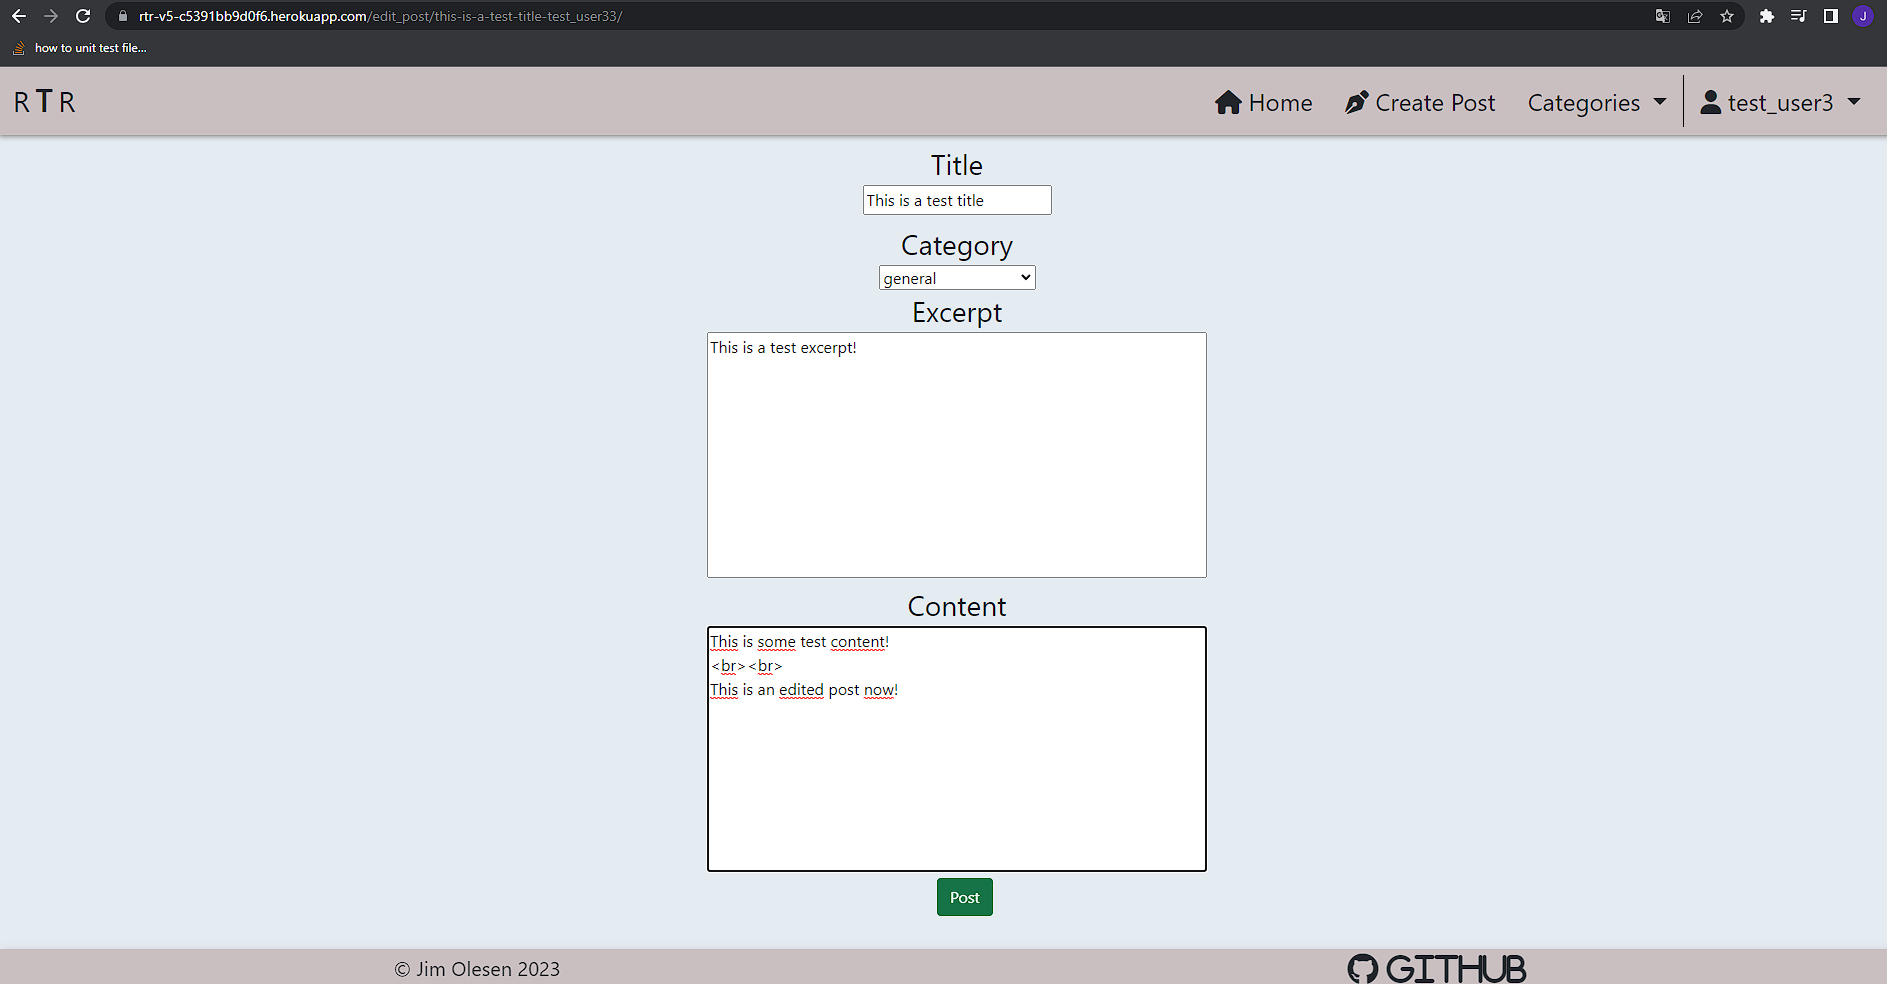 rtr-v5-c5391bb9d0f6.herokuapp.com/edit_post/this-is-a-test-title-test_user33/
J
how to unit test file...
R T R
Home
Create Post
Categories
test_user3
Title
This is a test title
Category
general
Excerpt
This is a test excerpt!
Content
This is some test content!
<br><br>
This is an edited post now!
Post
© Jim Olesen 2023
GITHUB